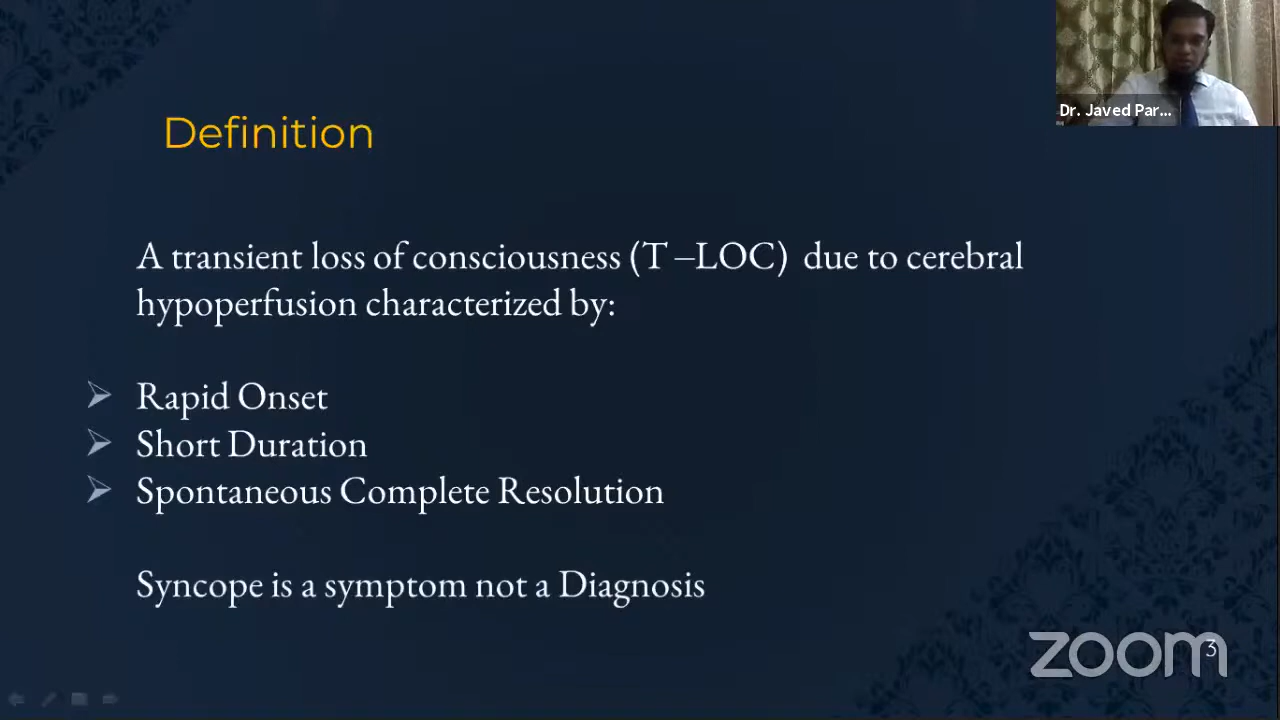 Dr. Javed Par...
Definition
A transient loss of consciousness (T –LOC) due to cerebral
hypoperfusion characterized by:
Rapid Onset
Short Duration
Spontaneous Complete Resolution
Syncope is a symptom not a Diagnosis
3
zoom